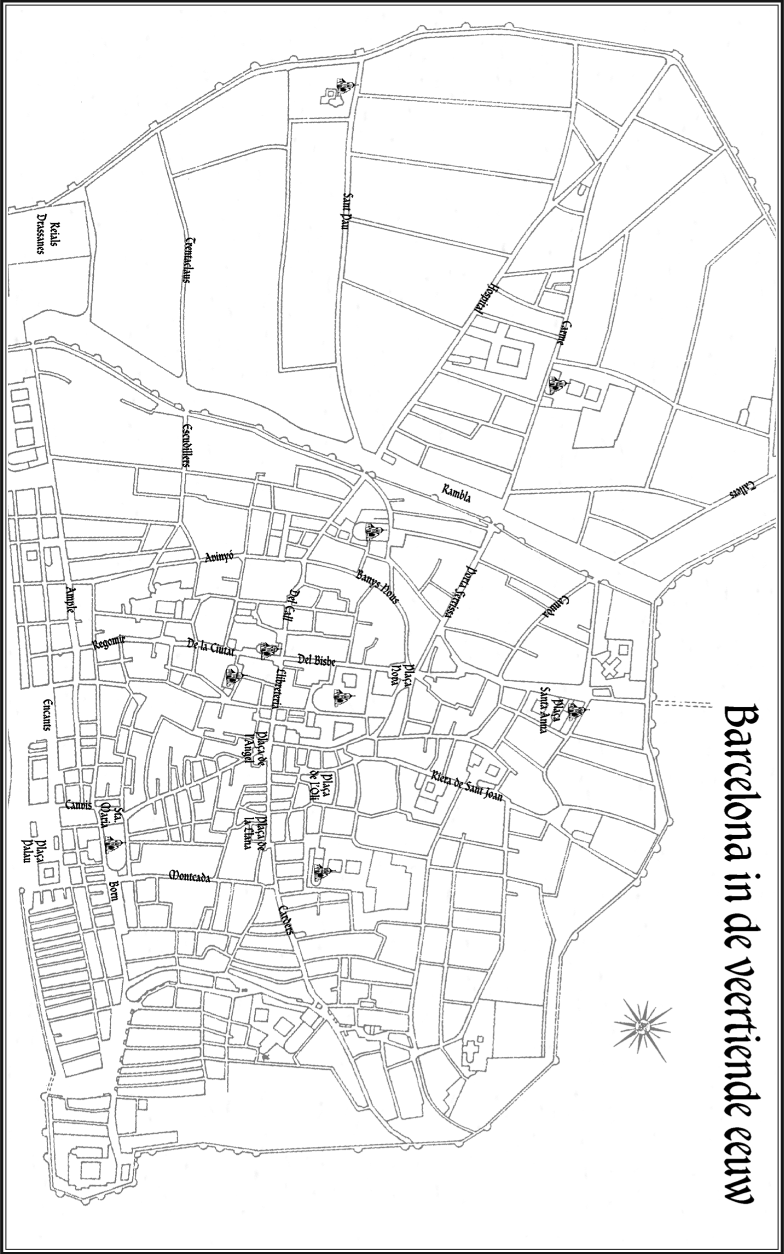 Barcelona in de veertiende eeuw
Tallers
Carme
Hospital
Sant Pau
Trentaclaus
Reials
Drassanes
Rambla
Escudillers
Canuda
Porta Ferrissa
Banys Nous
Avinyó
Del Call
Plaça
Santa Anna
Plaça
Nova
Del Bisbe
De la Ciutat
Llibreteria
Regomir
Ample
Riera de Sant Joan
Plaça
de l'Oli
Plaça de
l'Angel
Plaça de
la Llana
Encants
Canvis
Sta.
Maria
Plaça
Palau
Montcada
Born
Carders